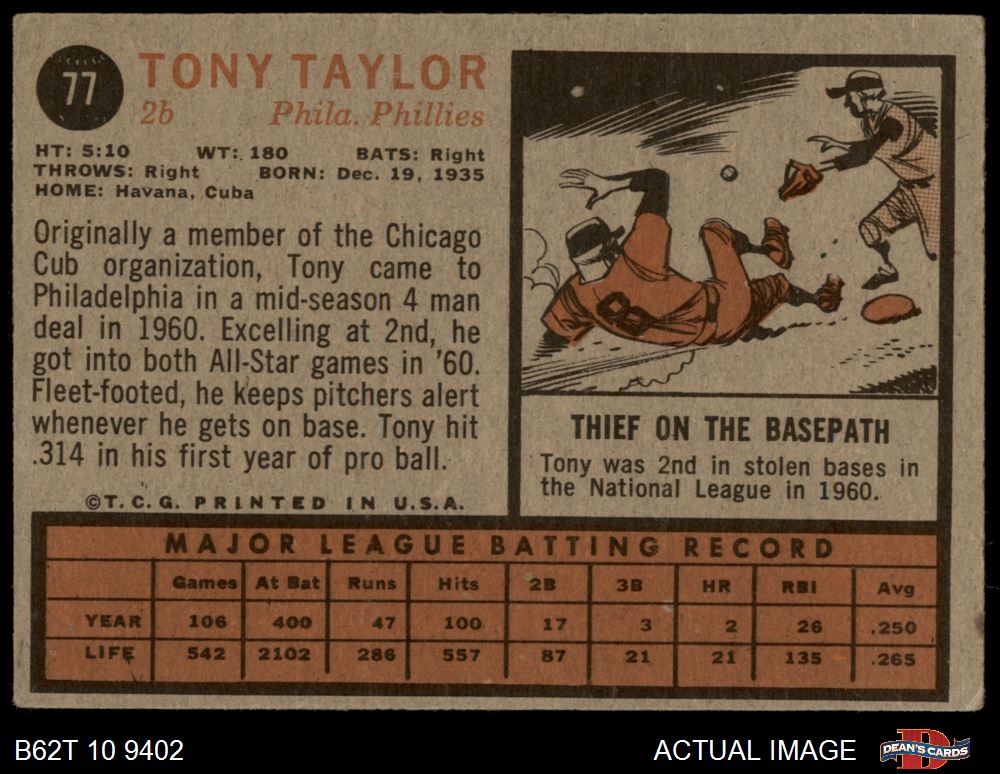 77
TONY TAYLOR
2b Phila. Phillies
HT: 5:10 WT: 180 BATS: Right
THROWS: Right BORN: Dec. 19, 1935
HOME: Havana, Cuba
Originally a member of the Chicago
Cub organization, Tony came to
Philadelphia in a mid-season 4 man
deal in 1960. Excelling at 2nd, he
got into both All-Star games in '60.
Fleet-footed, he keeps pitchers alert
whenever he gets on base. Tony hit
.314 in his first year of pro ball.
©T.C.G. PRINTED IN U.S.A.
8
THIEF ON THE BASEPATH
Tony was 2nd in stolen bases in
the National League in 1960.
MAJOR LEAGUE BATTING RECORD
Games At Bat Runs Hits 2B 3B HR RBI Avg
YEAR 106 400 47 100 17 3 2 26 .250
LIFE 542 2102 286 557 87 21 21 135 .265
B62T 10 9402
ACTUAL IMAGE
D
DEAN'S CARDS